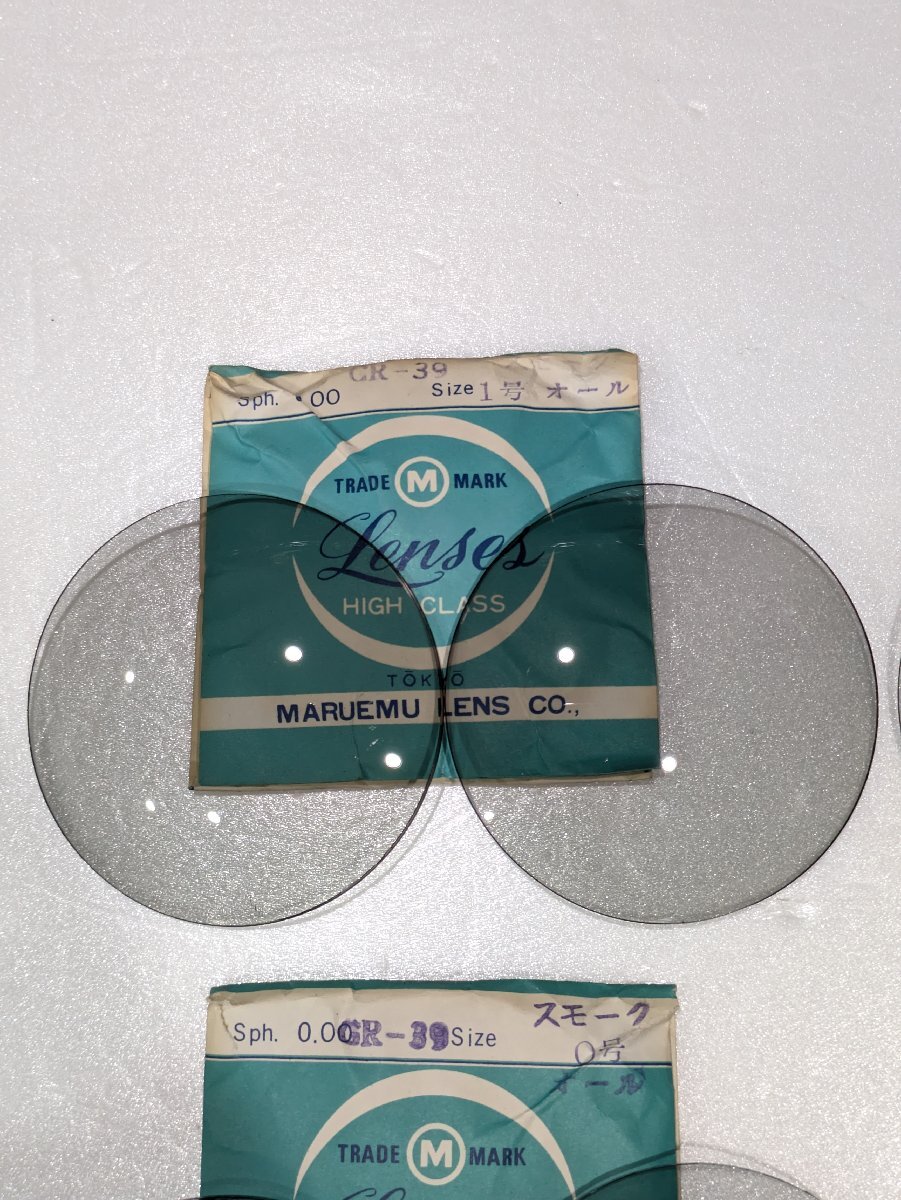 CR-39
Sph. .00 Size 1号 オール
TRADE M MARK
Lenses
HIGH CLASS
TŌKYŌ
MARUEMU LENS CO.,
スモーク
Sph. 0.00 CR-39 Size
0号
オール
TRADE M MARK